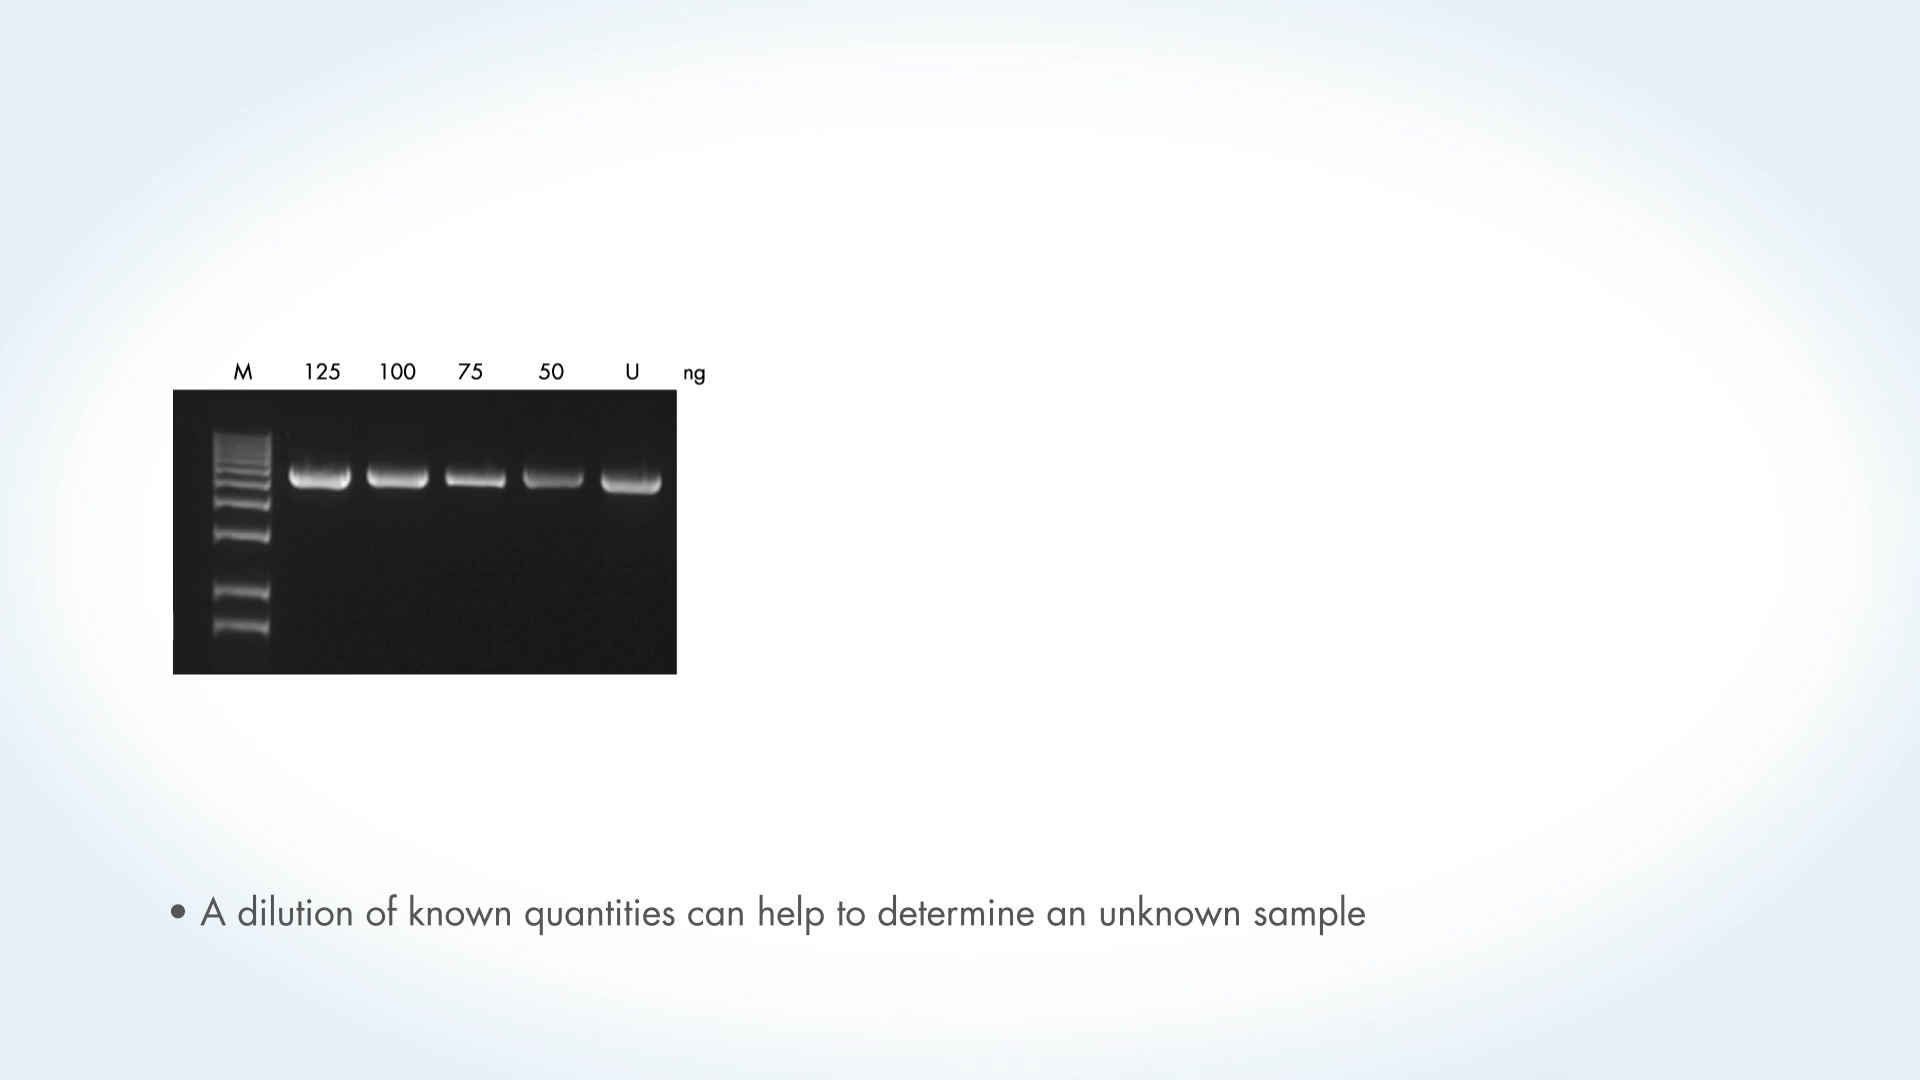 M 125 100 75 50 U ng
• A dilution of known quantities can help to determine an unknown sample